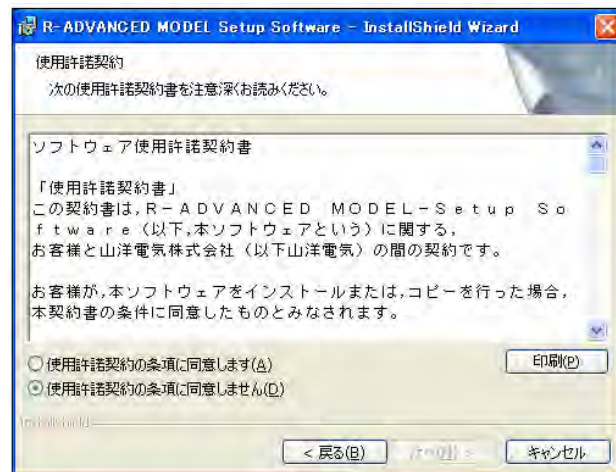 R-ADVANCED MODEL Setup Software - InstallShield Wizard
使用許諾契約
次の使用許諾契約書を注意深くお読みください。
ソフトウェア使用許諾契約書
「使用許諾契約書」
この契約書は,R-ADVANCED MODEL-Setup So
ftware(以下,本ソフトウェアという)に関する,
お客様と山洋電気株式会社(以下山洋電気)の間の契約です。
お客様が,本ソフトウェアをインストールまたは,コピーを行った場合,
本契約書の条件に同意したものとみなされます。
使用許諾契約の条項に同意します(A)
印刷(P)
使用許諾契約の条項に同意しません(D)
InstallShield
< 戻る(B)
次へ(N) >
キャンセル